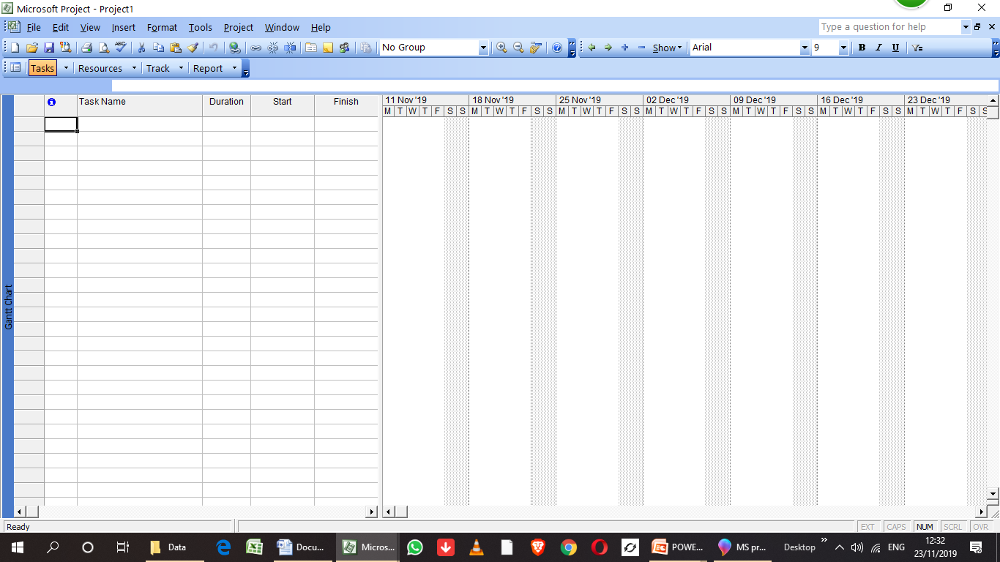 Microsoft Project - Project1
File Edit View Insert Format Tools Project Window Help
Type a question for help
No Group
Show
Arial
9
B I U
Tasks Resources Track Report
Task Name Duration Start Finish
11 Nov '19 18 Nov '19 25 Nov '19 02 Dec '19 09 Dec '19 16 Dec '19 23 Dec '19
M T W T F S S M T W T F S S M T W T F S S M T W T F S S M T W T F S S M T W T F S S M T W T F S S
Gantt Chart
Ready
EXT CAPS NUM SCRL OVR
Data
Docu...
Micros...
POWE...
MS pr...
Desktop
ENG
12:32
23/11/2019